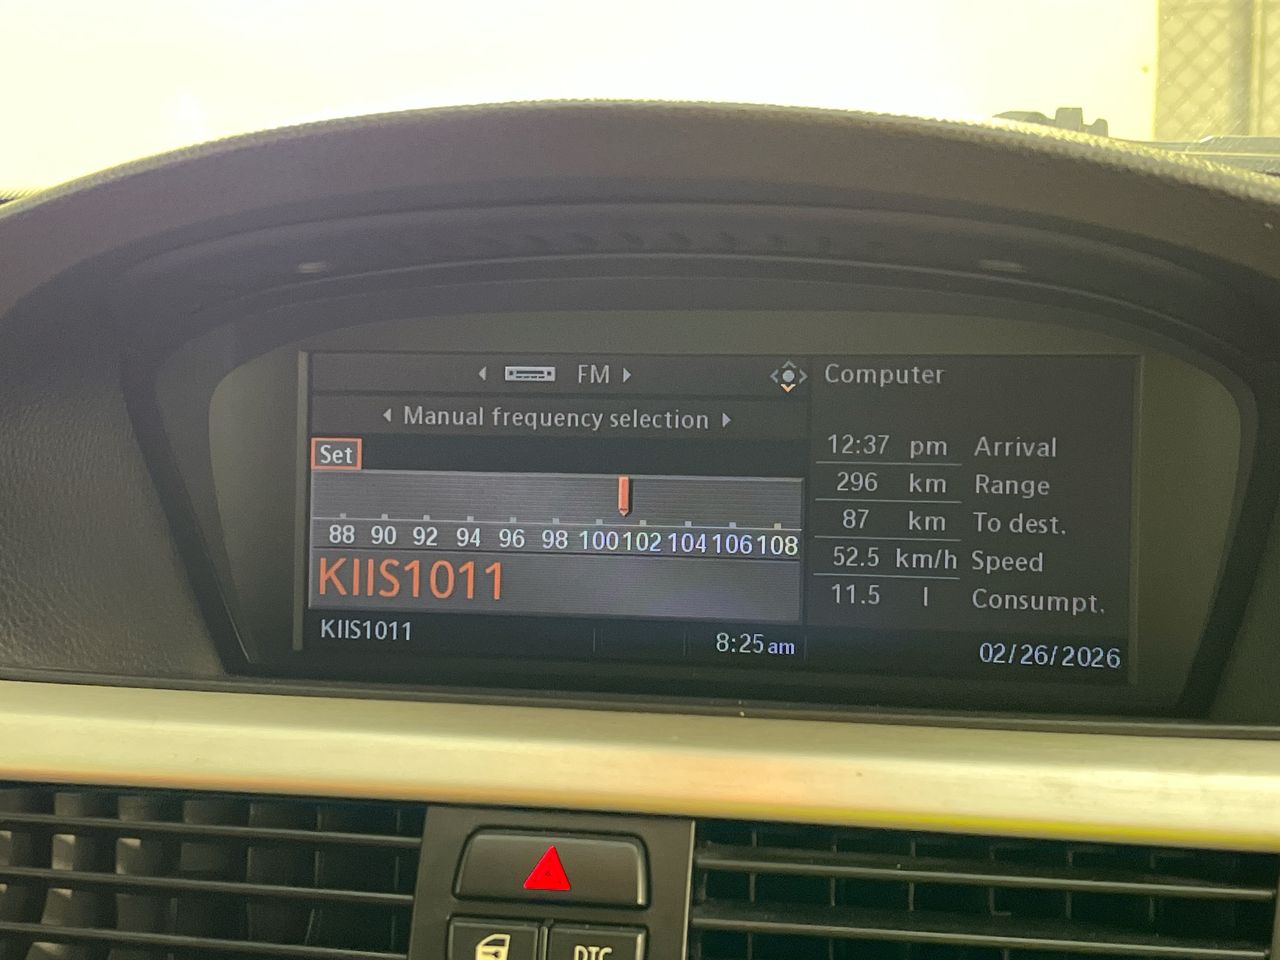 FM
Manual frequency selection
Set
88 90 92 94 96 98 100 102 104 106 108
KIIS1011
KIIS1011
8:25am
Computer
12:37 pm Arrival
296 km Range
87 km To dest.
52.5 km/h Speed
11.5 l Consumpt.
02/26/2026
DTC